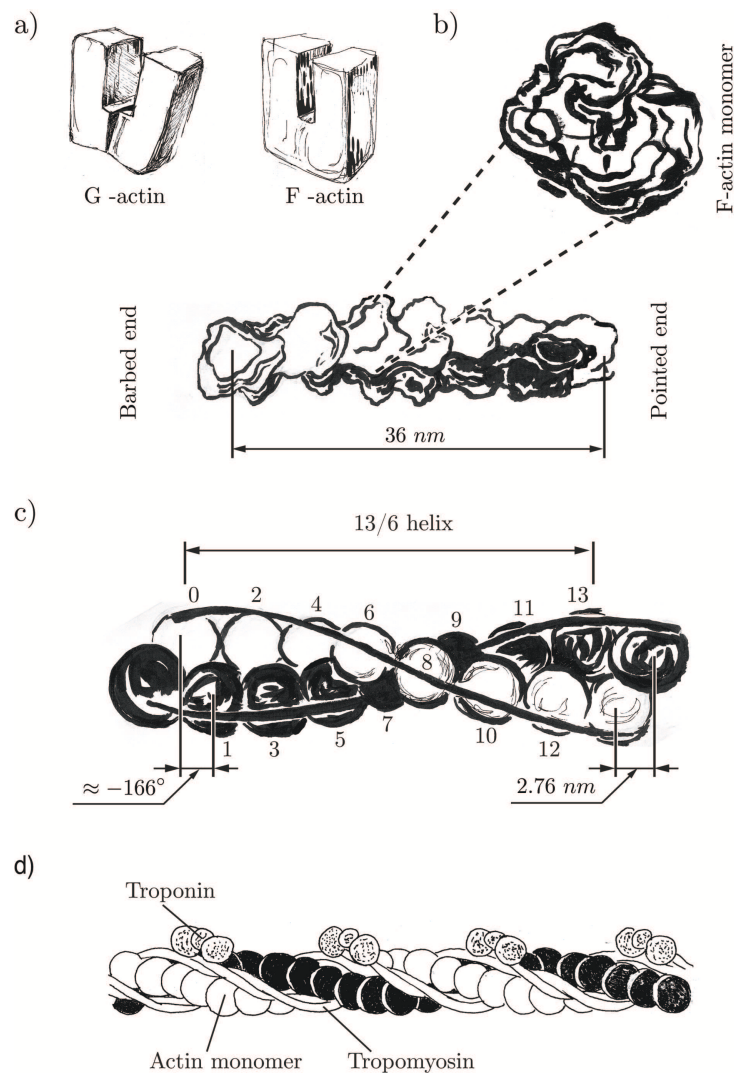 a)
b)
G -actin
F -actin
F-actin monomer
Barbed end
Pointed end
36 nm
c)
13/6 helix
0
2
4
6
8
9
11
13
1
3
5
7
10
12
≈ −166°
2.76 nm
d)
Troponin
Actin monomer
Tropomyosin